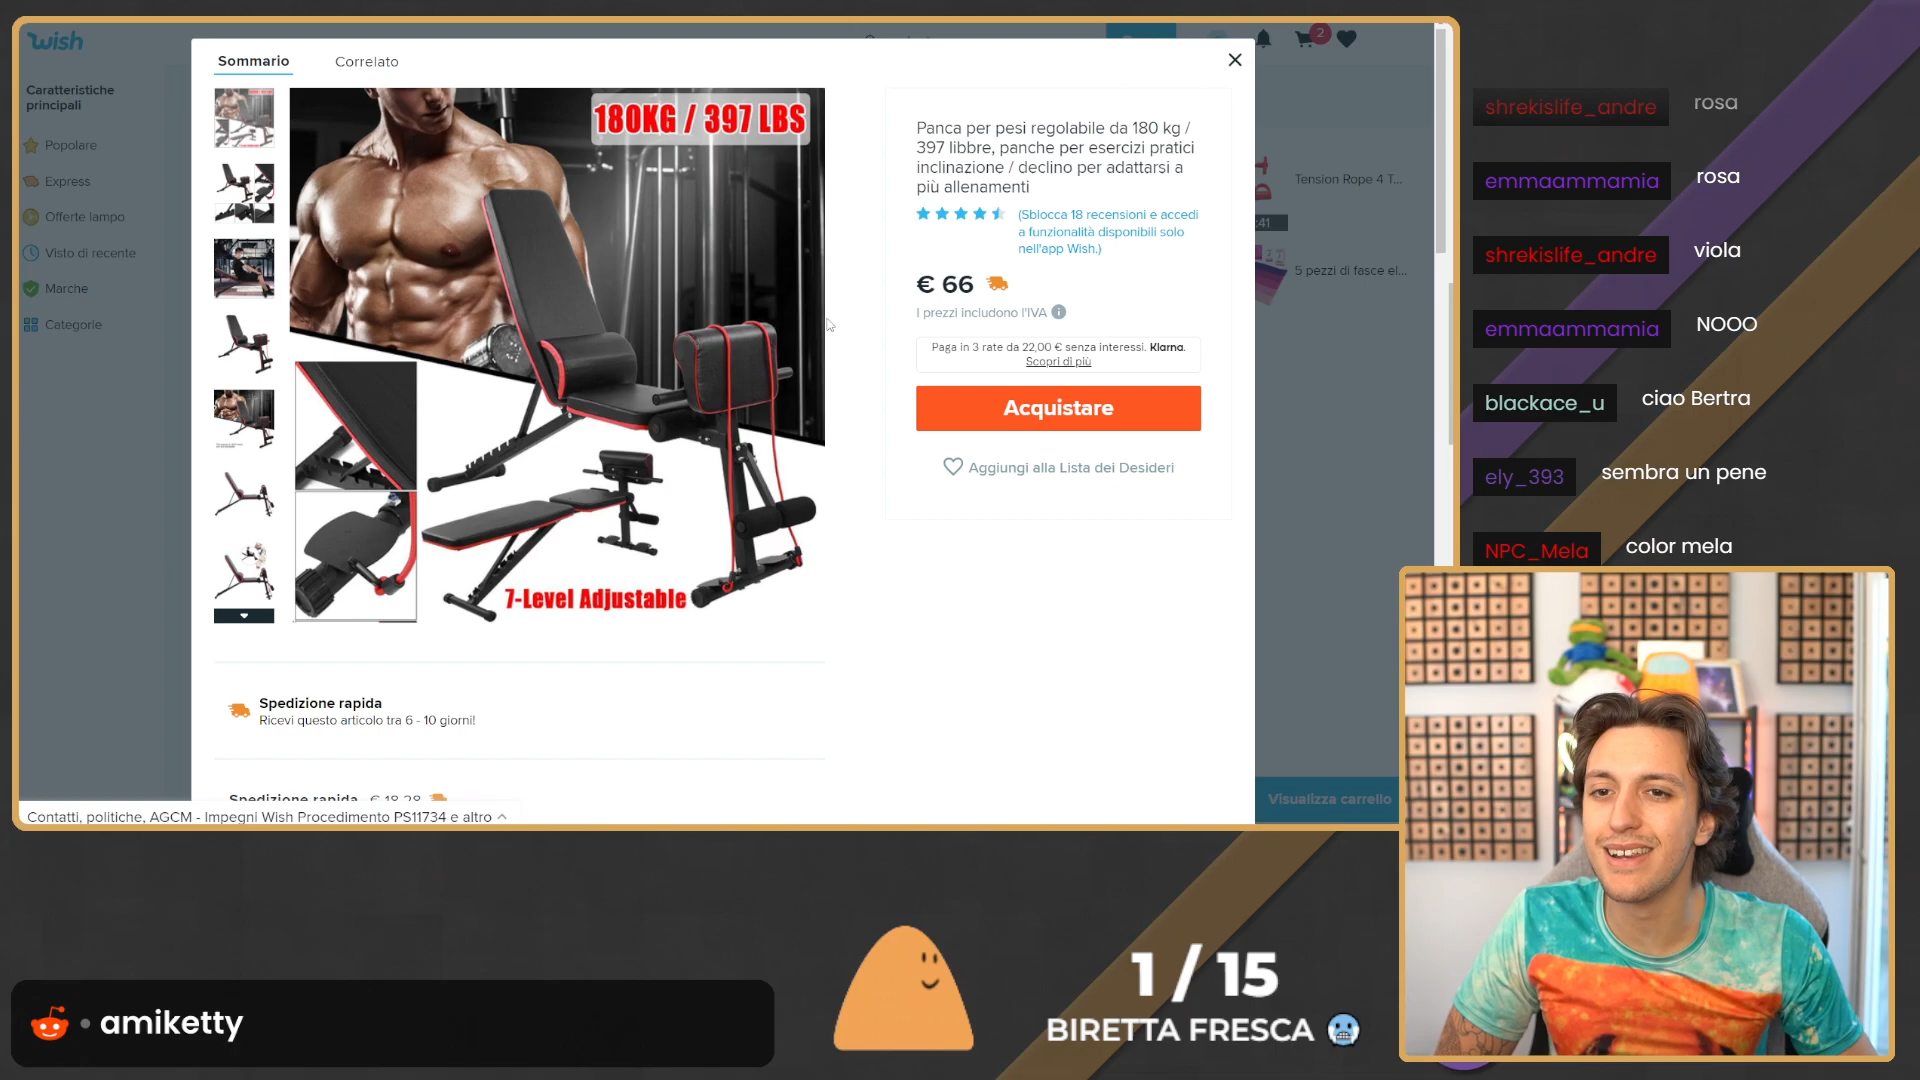 wish
2
Caratteristiche
principali
Popolare
Express
Offerte lampo
Visto di recente
Marche
Categorie
Sommario
Correlato
180KG / 397 LBS
7-Level Adjustable
Panca per pesi regolabile da 180 kg /
397 libbre, panche per esercizi pratici
inclinazione / declino per adattarsi a
più allenamenti
(Sblocca 18 recensioni e accedi
a funzionalità disponibili solo
nell'app Wish.)
€ 66
I prezzi includono l'IVA
Paga in 3 rate da 22,00 € senza interessi. Klarna.
Scopri di più
Acquistare
Aggiungi alla Lista dei Desideri
Tension Rope 4 T...
:41
5 pezzi di fasce el...
Spedizione rapida
Ricevi questo articolo tra 6 - 10 giorni!
Spedizione rapida € 18,28
Visualizza carrello
Contatti, politiche, AGCM - Impegni Wish Procedimento PS11734 e altro
shrekislife_andre rosa
emmaammamia rosa
shrekislife_andre viola
emmaammamia NOOO
blackace_u ciao Bertra
ely_393 sembra un pene
NPC_Mela color mela
amiketty
1 / 15
BIRETTA FRESCA